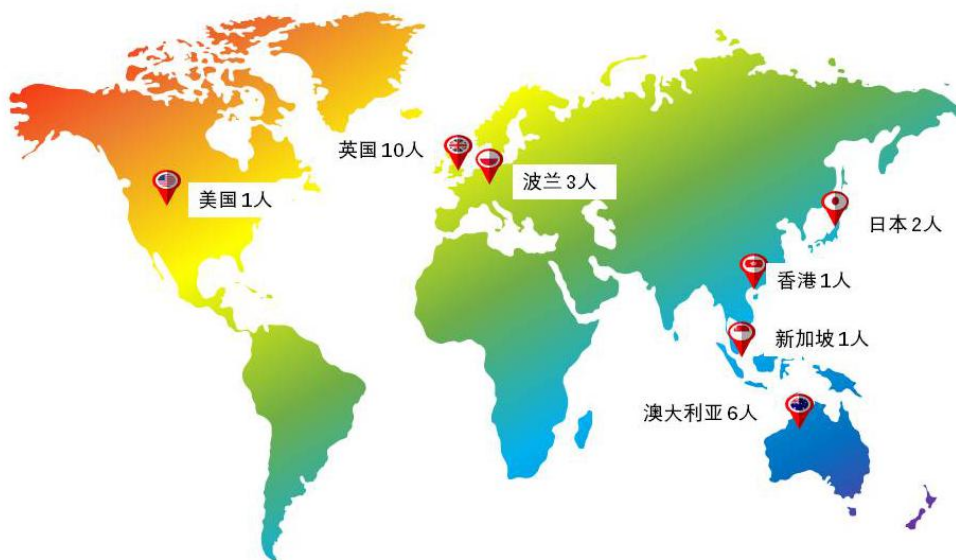 英国 10人
波兰 3人
美国 1人
日本 2人
香港 1人
新加坡 1人
澳大利亚 6人